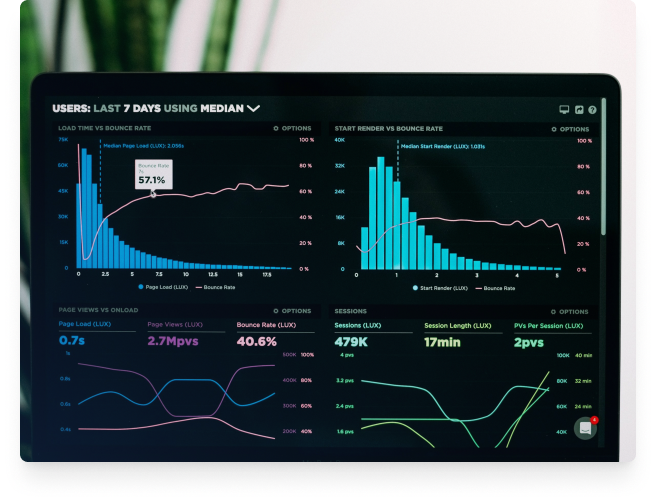 USERS: LAST 7 DAYS USING MEDIAN
LOAD TIME VS BOUNCE RATE
OPTIONS
75K
60K
45K
30K
15K
0
Median Page Load (LUX): 2.056s
Bounce Rate
7s
57.1%
100 %
80 %
60 %
40 %
20 %
0 %
0 2.5 5 7.5 10 12.5 15 17.5
Page Load (LUX) Bounce Rate
START RENDER VS BOUNCE RATE
OPTIONS
40K
32K
24K
16K
8K
0
Median Start Render (LUX): 1.031s
100 %
80 %
60 %
40 %
20 %
0 %
0 1 2 3 4 5
Start Render (LUX) Bounce Rate
PAGE VIEWS VS ONLOAD
OPTIONS
Page Load (LUX) Page Views (LUX) Bounce Rate (LUX)
0.7s 2.7Mpvs 40.6%
1s
0.8s
0.6s
0.4s
500K 100%
400K 80%
300K 60%
200K 40%
SESSIONS
OPTIONS
Sessions (LUX) Session Length (LUX) PVs Per Session (LUX)
479K 17min 2pvs
4 pvs
3.2 pvs
2.4 pvs
1.6 pvs
100K 40 min
80K 32 min
60K 24 min
40K